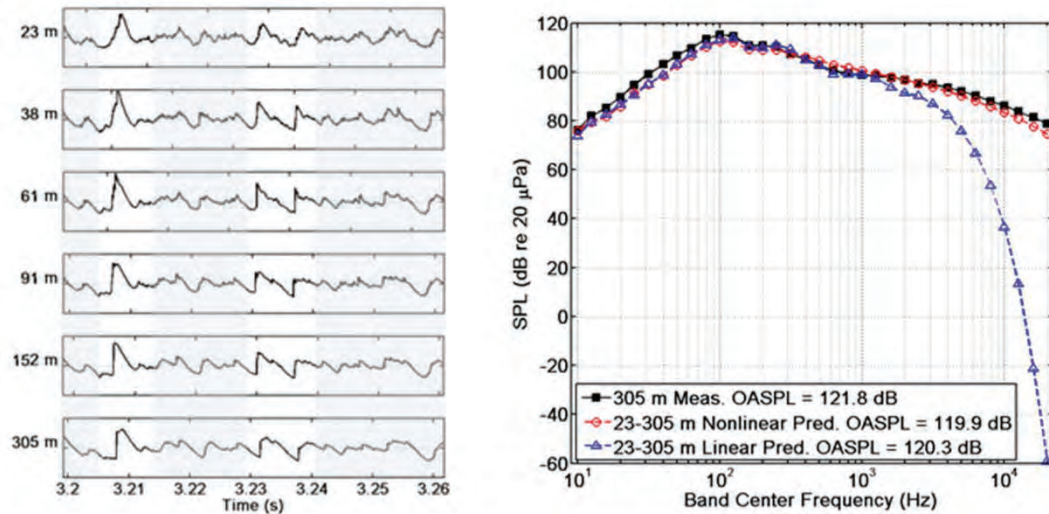 23 m
38 m
61 m
91 m
152 m
305 m
3.2 3.21 3.22 3.23 3.24 3.25 3.26
Time (s)
120
100
80
60
40
20
0
-20
-40
-60
SPL (dB re 20 µPa)
305 m Meas. OASPL = 121.8 dB
23-305 m Nonlinear Pred. OASPL = 119.9 dB
23-305 m Linear Pred. OASPL = 120.3 dB
10¹ 10² 10³ 10⁴
Band Center Frequency (Hz)